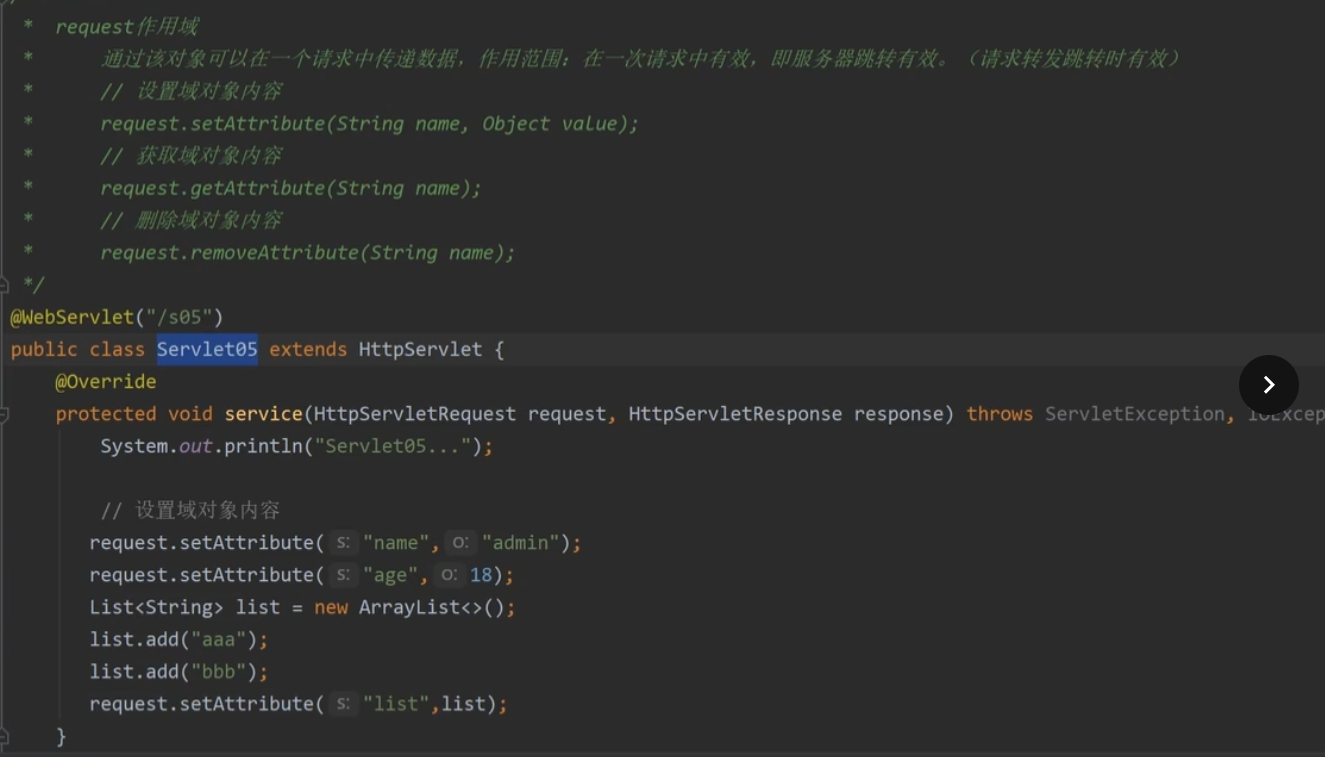 * request作用域
* 通过该对象可以在一个请求中传递数据，作用范围：在一次请求中有效，即服务器跳转有效。（请求转发跳转时有效）
* // 设置域对象内容
* request.setAttribute(String name, Object value);
* // 获取域对象内容
* request.getAttribute(String name);
* // 删除域对象内容
* request.removeAttribute(String name);
*/
@WebServlet("/s05")
public class Servlet05 extends HttpServlet {
@Override
protected void service(HttpServletRequest request, HttpServletResponse response) throws ServletException,
System.out.println("Servlet05...");
// 设置域对象内容
request.setAttribute( s: "name", o: "admin");
request.setAttribute( s: "age", o: 18);
List<String> list = new ArrayList<>();
list.add("aaa");
list.add("bbb");
request.setAttribute( s: "list",list);
}